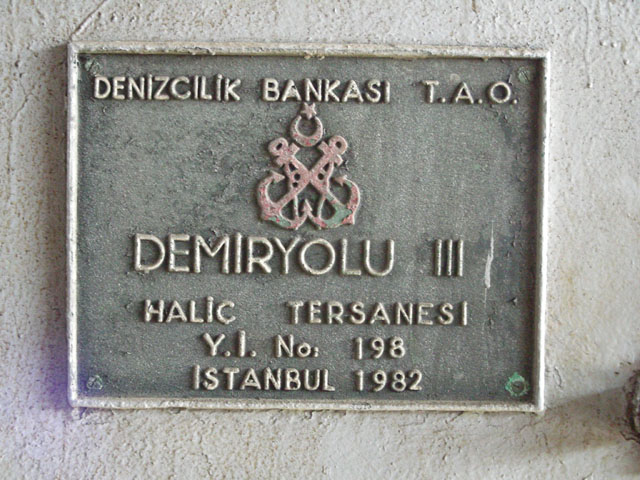 DENİZCİLİK BANKASI T.A.O.
DEMİRYOLU III
HALİÇ TERSANESİ
Y.İ. No: 198
İSTANBUL 1982